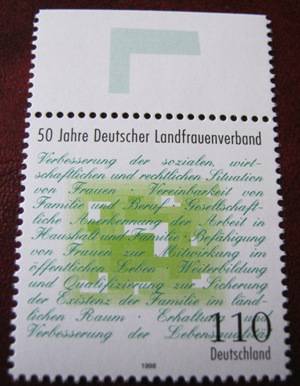 50 Jahre Deutscher Landfrauenverband
Verbesserung der sozialen, wirt-
schaftlichen und rechtlichen Situation
von Frauen · Vereinbarkeit von
Familie und Beruf · Gesellschaft-
liche Anerkennung der Arbeit in
Haushalt und Familie · Befähigung
von Frauen zur Mitwirkung im
öffentlichen Leben · Weiterbildung
und Qualifizierung zur Sicherung
der Existenz der Familie im länd-
lichen Raum · Erhaltung und
Verbesserung der Lebensqualität
110
Deutschland
1998